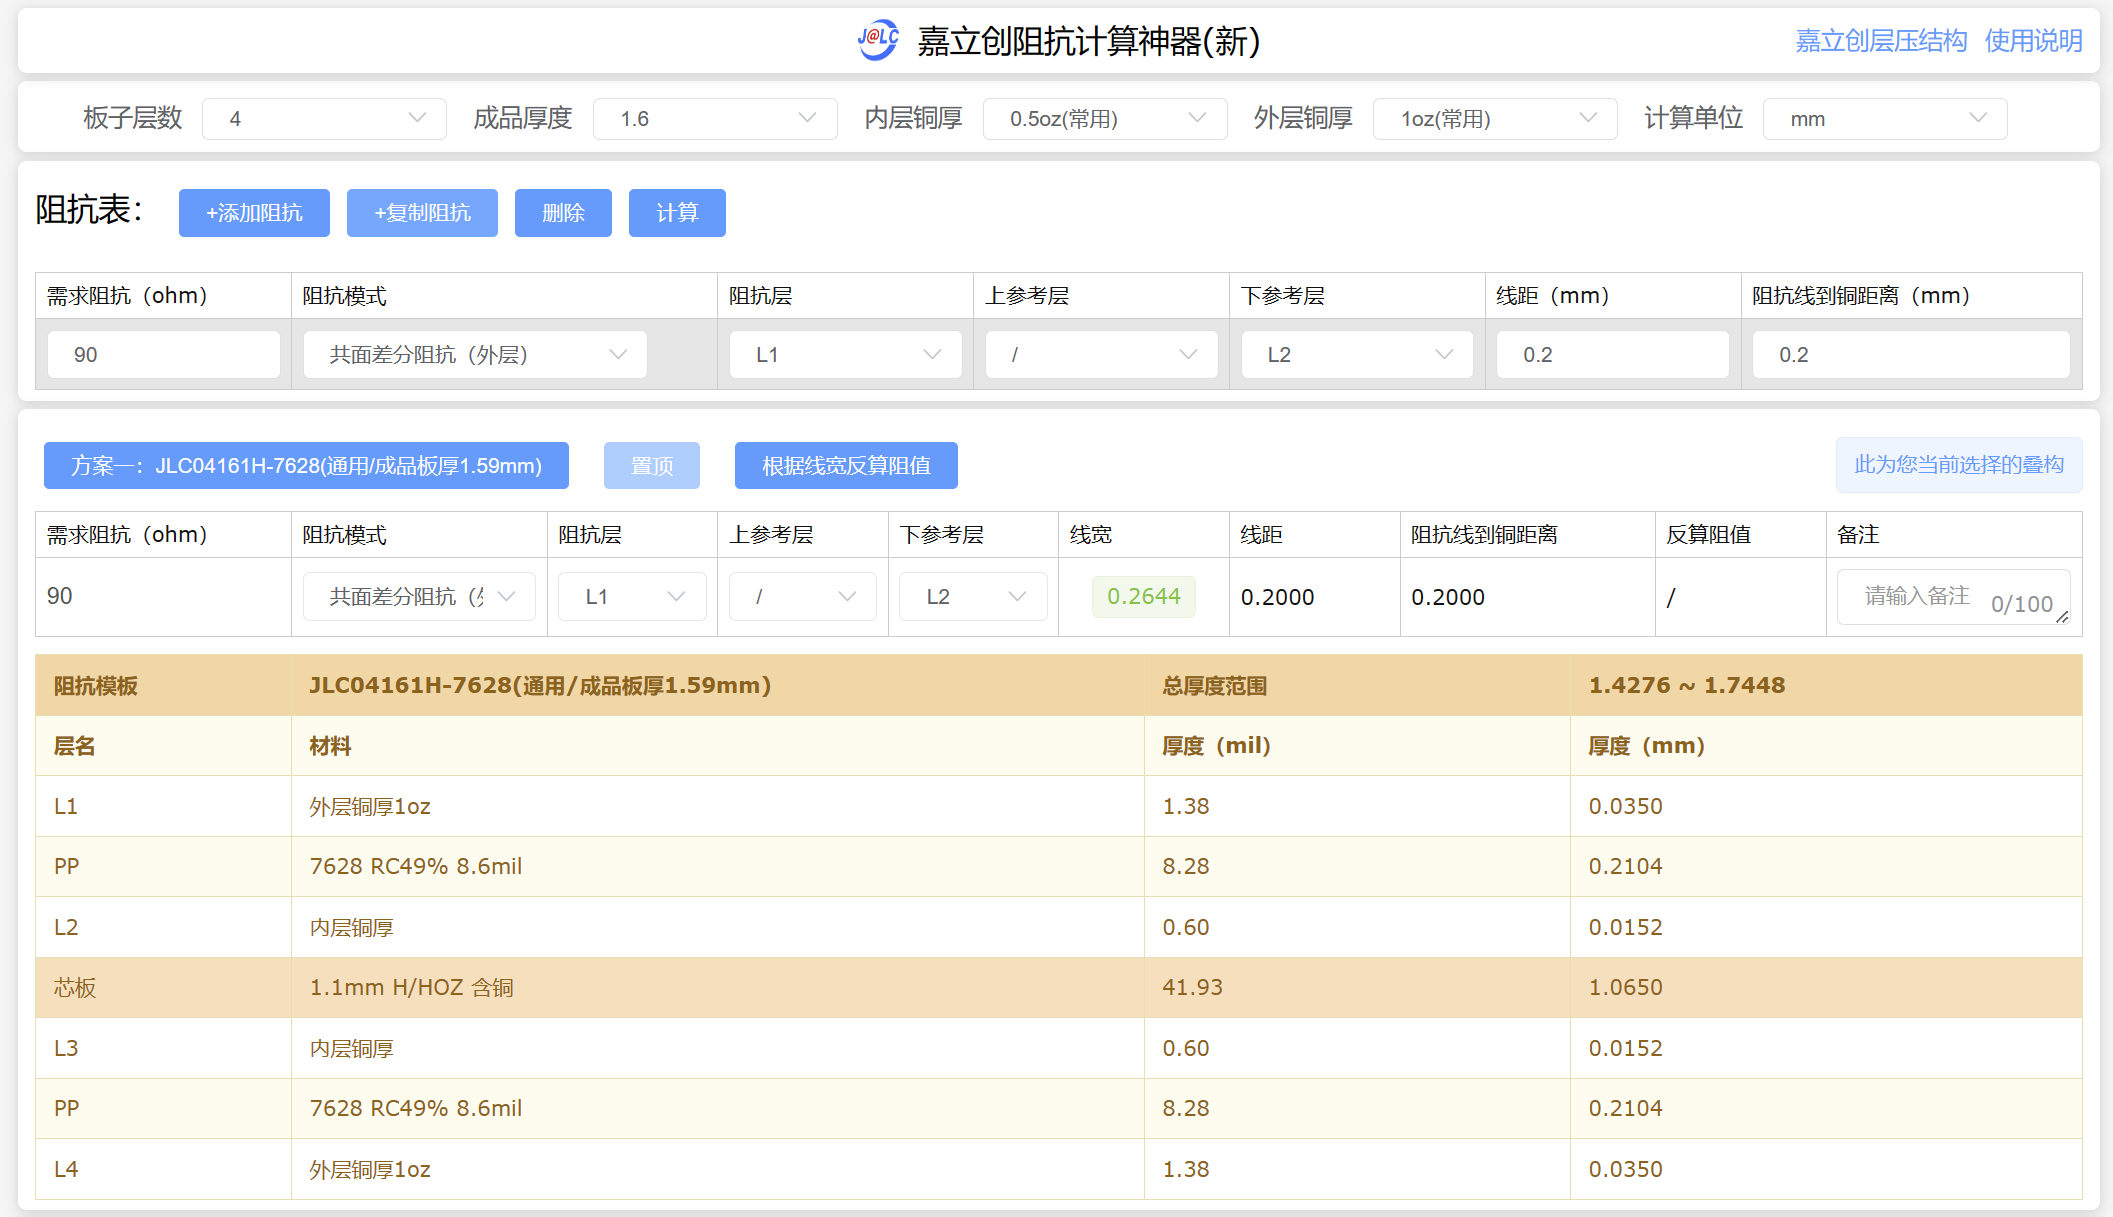 J@LC 嘉立创阻抗计算神器(新) 嘉立创层压结构 使用说明
板子层数 4 成品厚度 1.6 内层铜厚 0.5oz(常用) 外层铜厚 1oz(常用) 计算单位 mm
阻抗表： +添加阻抗 +复制阻抗 删除 计算
需求阻抗（ohm） 阻抗模式 阻抗层 上参考层 下参考层 线距（mm） 阻抗线到铜距离（mm）
90 共面差分阻抗（外层） L1 / L2 0.2 0.2
方案一：JLC04161H-7628(通用/成品板厚1.59mm) 置顶 根据线宽反算阻值 此为您当前选择的叠构
需求阻抗（ohm） 阻抗模式 阻抗层 上参考层 下参考层 线宽 线距 阻抗线到铜距离 反算阻值 备注
90 共面差分阻抗（外 L1 / L2 0.2644 0.2000 0.2000 / 请输入备注 0/100
阻抗模板 JLC04161H-7628(通用/成品板厚1.59mm) 总厚度范围 1.4276 ~ 1.7448
层名 材料 厚度（mil） 厚度（mm）
L1 外层铜厚1oz 1.38 0.0350
PP 7628 RC49% 8.6mil 8.28 0.2104
L2 内层铜厚 0.60 0.0152
芯板 1.1mm H/HOZ 含铜 41.93 1.0650
L3 内层铜厚 0.60 0.0152
PP 7628 RC49% 8.6mil 8.28 0.2104
L4 外层铜厚1oz 1.38 0.0350